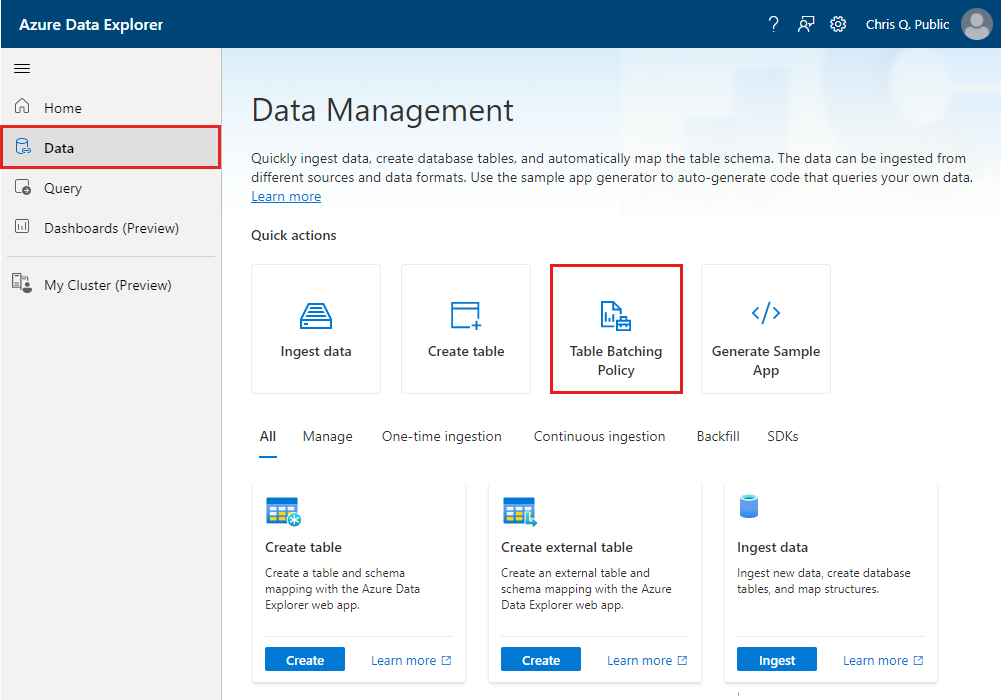 Azure Data Explorer
?
Chris Q. Public
Home
Data
Query
Dashboards (Preview)
My Cluster (Preview)
Data Management
Quickly ingest data, create database tables, and automatically map the table schema. The data can be ingested from
different sources and data formats. Use the sample app generator to auto-generate code that queries your own data.
Learn more
Quick actions
Ingest data
Create table
Table Batching
Policy
Generate Sample
App
All Manage One-time ingestion Continuous ingestion Backfill SDKs
Create table
Create a table and schema
mapping with the Azure Data
Explorer web app.
Create Learn more
Create external table
Create an external table and
schema mapping with the Azure
Data Explorer web app.
Create Learn more
Ingest data
Ingest new data, create database
tables, and map structures.
Ingest Learn more